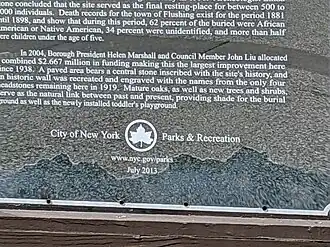 one concluded that the site served as the final resting-place for between 500 to
000 individuals. Death records for the town of Flushing exist for the period 1881
ntil 1898, and show that during this period, 62 percent of the buried were African
American or Native American, 34 percent were unidentified, and more than half
children under the age of five.
In 2004, Borough President Helen Marshall and Council Member John Liu allocated
combined $2.667 million in funding making this the largest improvement here
ince 1938. A paved area bears a central stone inscribed with the site's history, and
n historic wall was recreated and engraved with the names from the only four
eadstones remaining here in 1919. Mature oaks, as well as new trees and shrubs,
erve as the natural link between past and present, providing shade for the burial
ground as well as the newly installed toddler's playground.
City of New York Parks & Recreation
www.nyc.gov/parks
July 2013